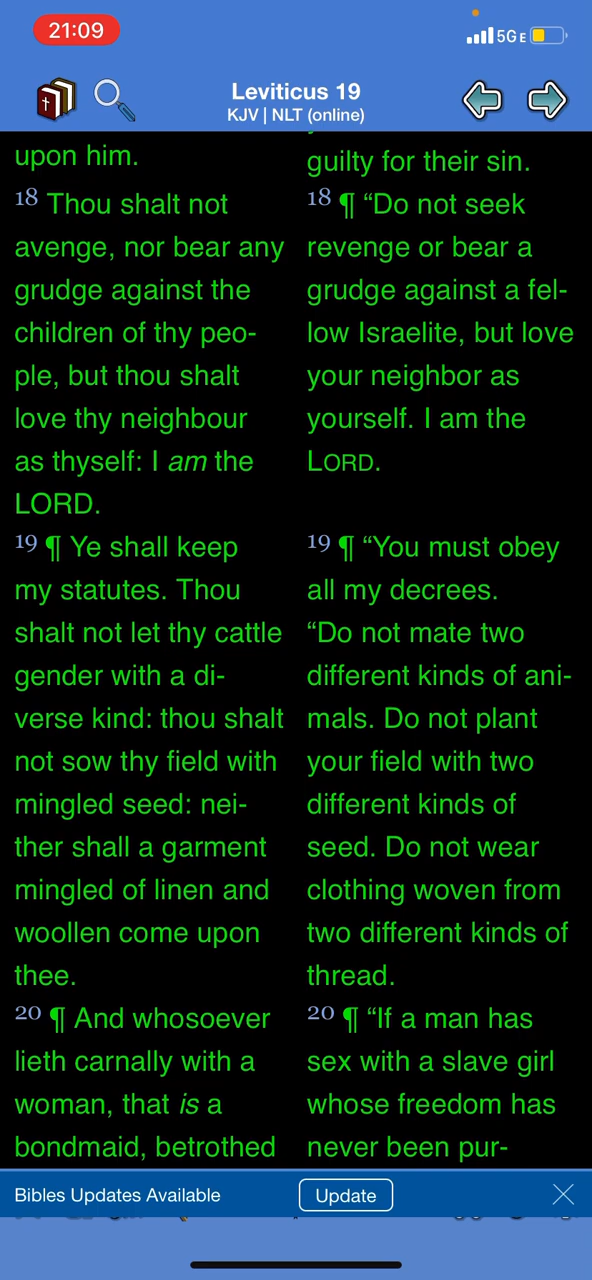 21:09
5G E
Leviticus 19
KJV | NLT (online)
upon him.
18 Thou shalt not
avenge, nor bear any
grudge against the
children of thy peo-
ple, but thou shalt
love thy neighbour
as thyself: I am the
LORD.
19 ¶ Ye shall keep
my statutes. Thou
shalt not let thy cattle
gender with a di-
verse kind: thou shalt
not sow thy field with
mingled seed: nei-
ther shall a garment
mingled of linen and
woollen come upon
thee.
20 ¶ And whosoever
lieth carnally with a
woman, that is a
bondmaid, betrothed
guilty for their sin.
18 ¶ “Do not seek
revenge or bear a
grudge against a fel-
low Israelite, but love
your neighbor as
yourself. I am the
LORD.
19 ¶ “You must obey
all my decrees.
“Do not mate two
different kinds of ani-
mals. Do not plant
your field with two
different kinds of
seed. Do not wear
clothing woven from
two different kinds of
thread.
20 ¶ “If a man has
sex with a slave girl
whose freedom has
never been pur-
Bibles Updates Available
Update